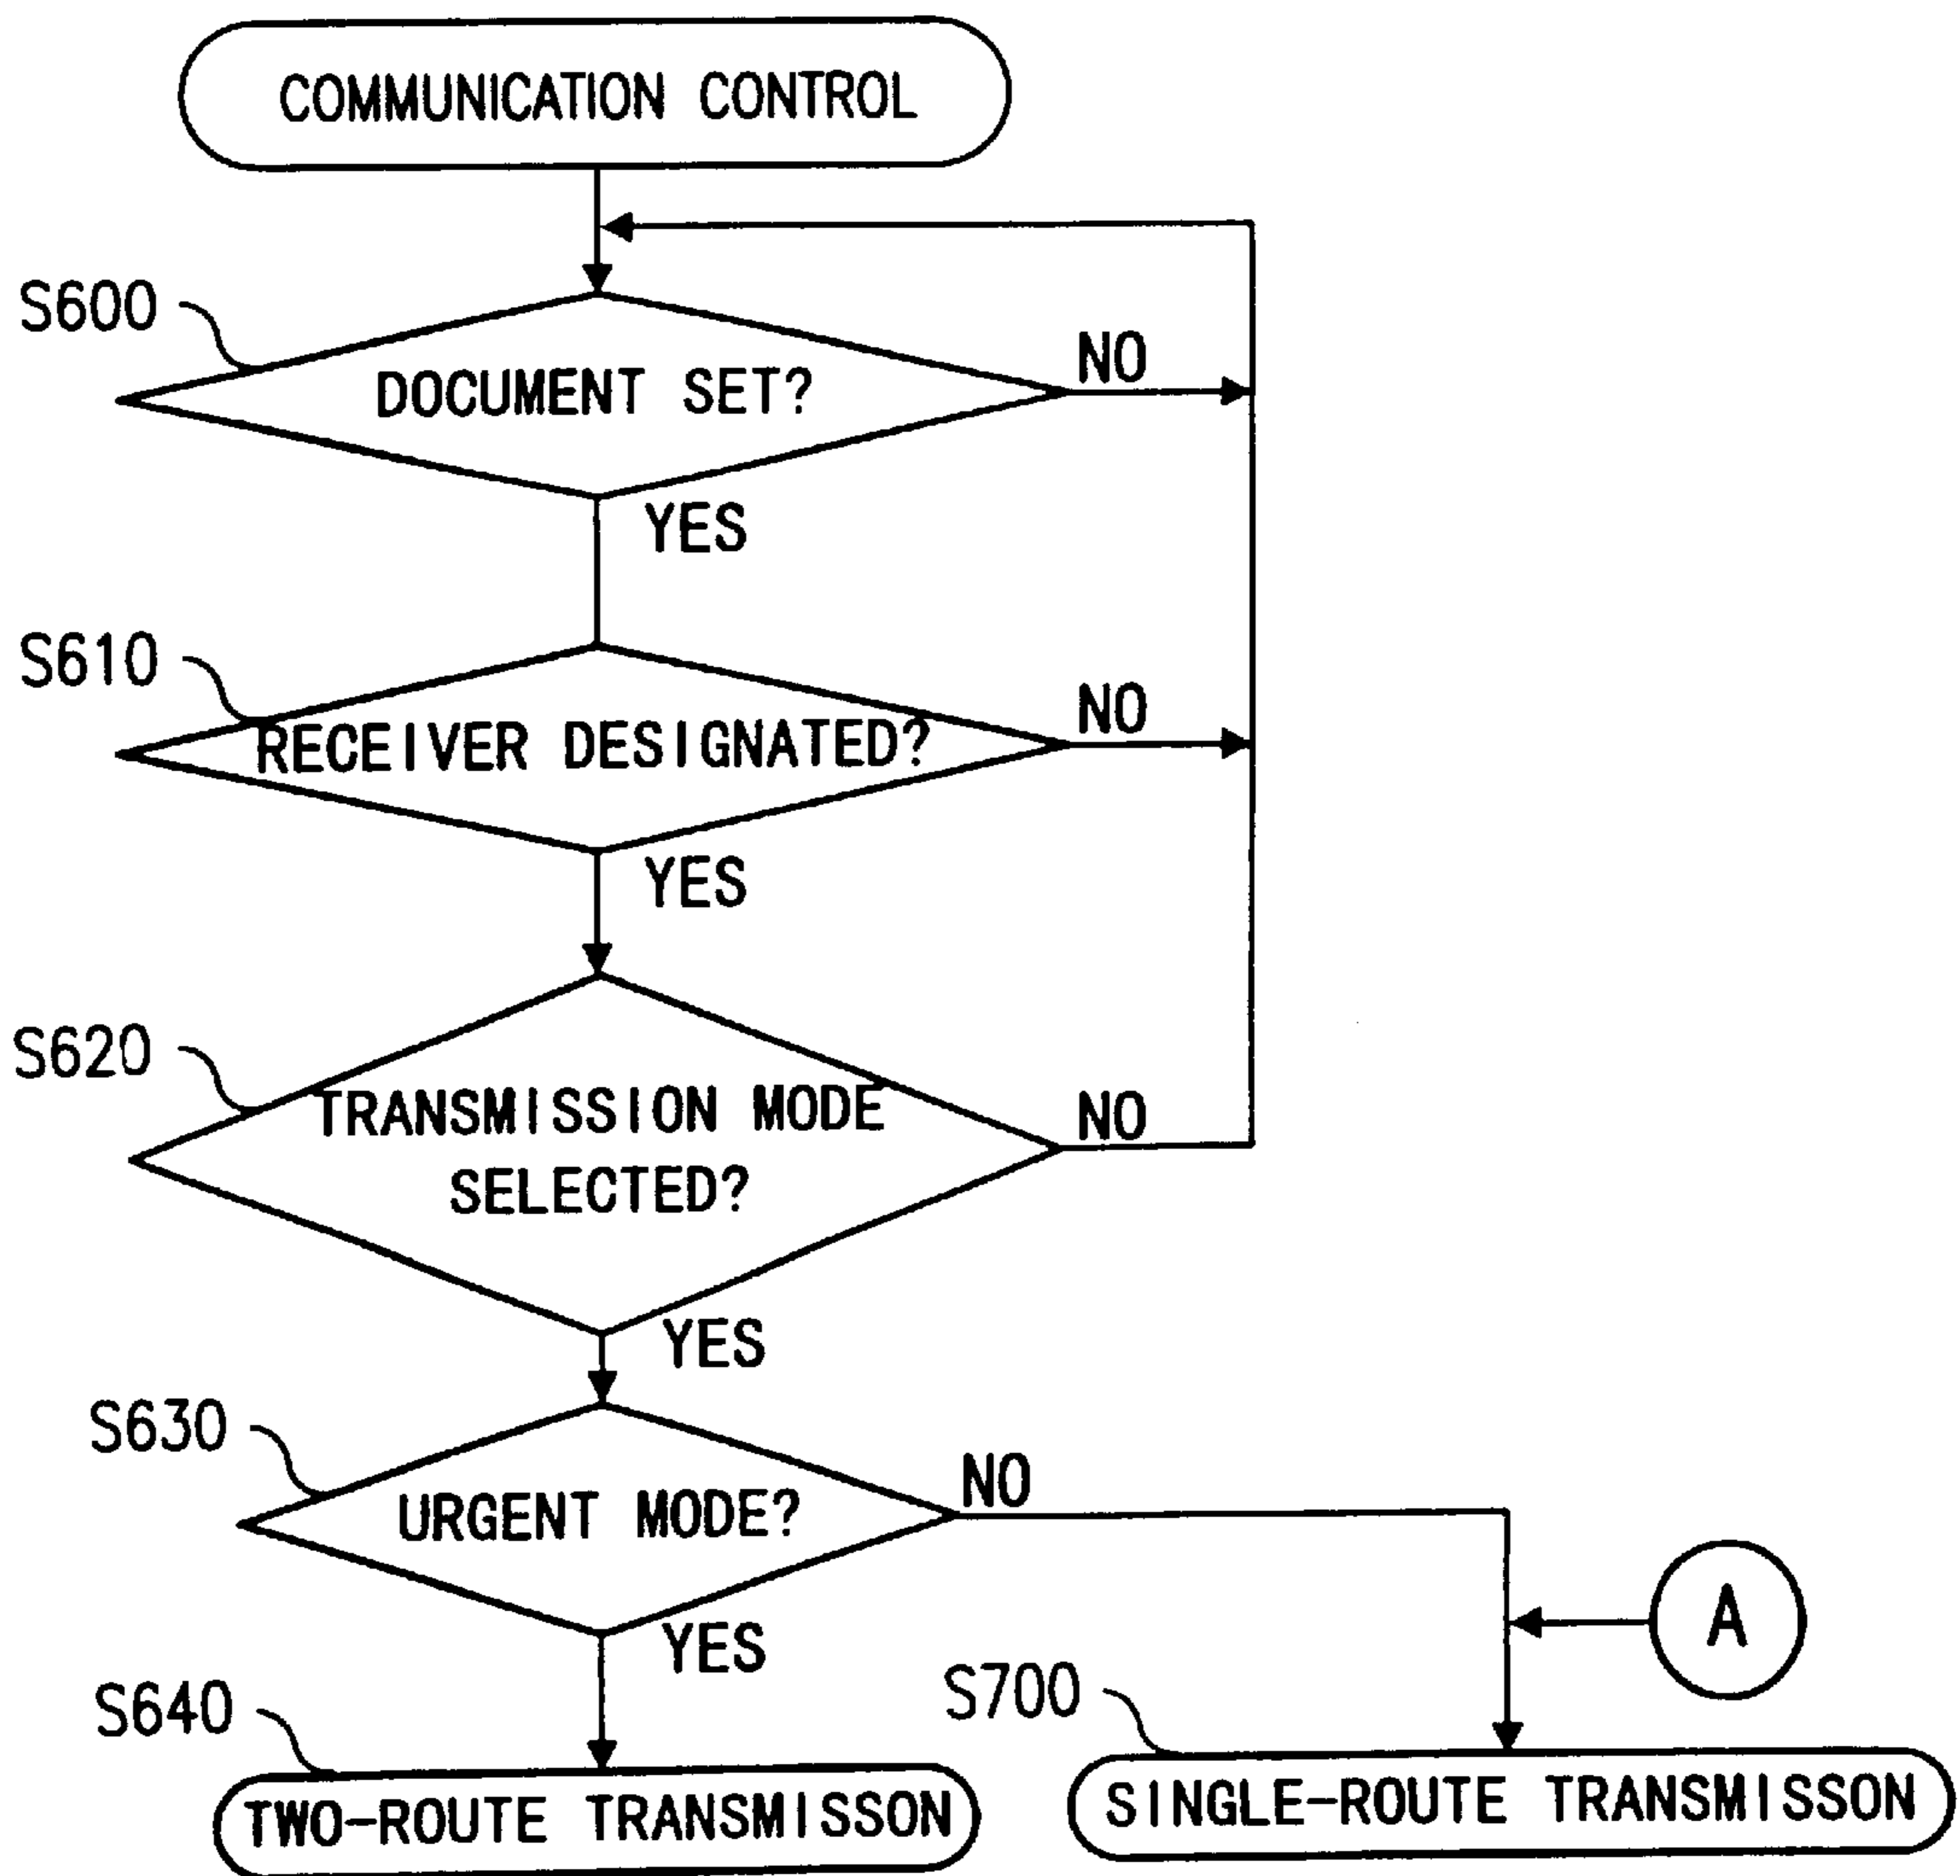 COMMUNICATION CONTROL
S600
DOCUMENT SET?
NO
YES
S610
RECEIVER DESIGNATED?
NO
YES
S620
TRANSMISSION MODE
SELECTED?
NO
YES
S630
URGENT MODE?
NO
YES
A
S640
TWO-ROUTE TRANSMISSON
S700
SINGLE-ROUTE TRANSMISSON